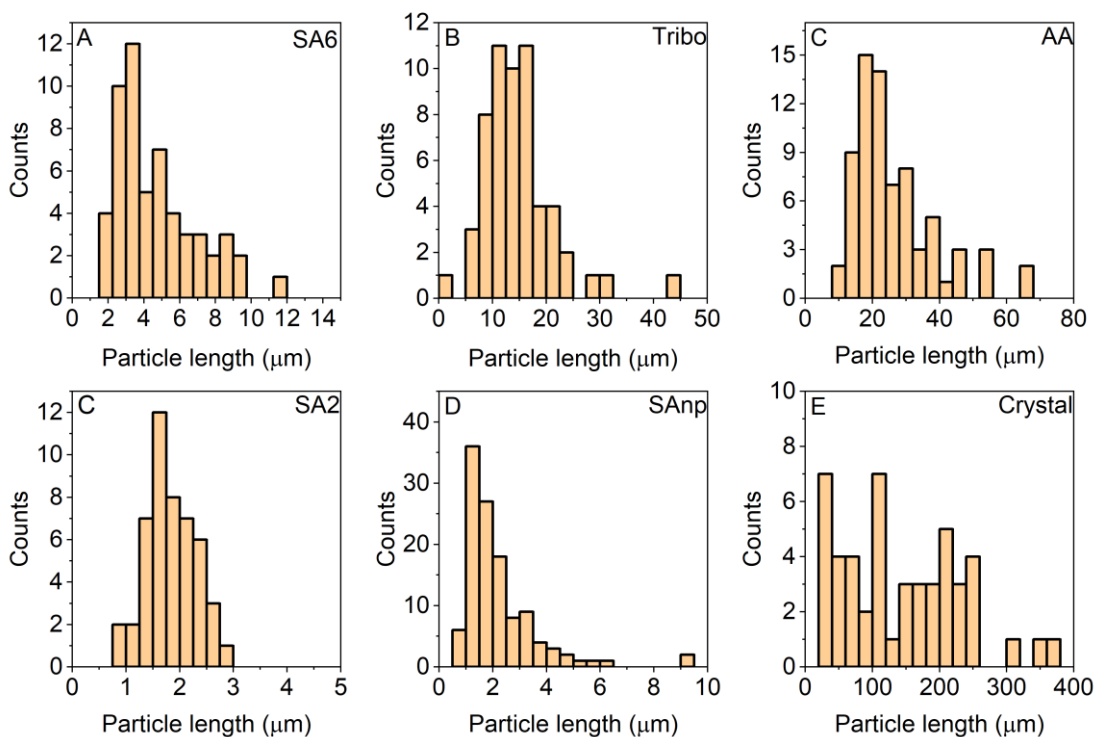 A SA6
12
10
8
6
4
2
0
Counts
0 2 4 6 8 10 12 14
Particle length (μm)
B Tribo
12
10
8
6
4
2
0
Counts
0 10 20 30 40 50
Particle length (μm)
C AA
15
12
9
6
3
0
Counts
0 20 40 60 80
Particle length (μm)
C SA2
12
10
8
6
4
2
0
Counts
0 1 2 3 4 5
Particle length (μm)
D SAnp
40
30
20
10
0
Counts
0 2 4 6 8 10
Particle length (μm)
E Crystal
10
8
6
4
2
0
Counts
0 100 200 300 400
Particle length (μm)